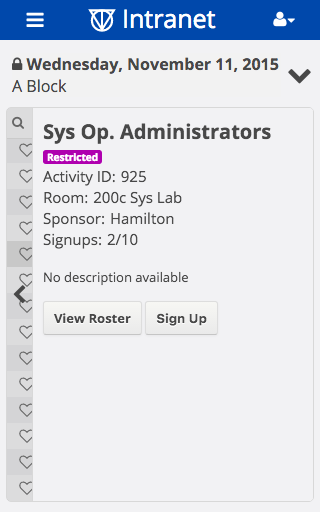 Intranet
Wednesday, November 11, 2015
A Block
Sys Op. Administrators
Restricted
Activity ID: 925
Room: 200c Sys Lab
Sponsor: Hamilton
Signups: 2/10
No description available
View Roster
Sign Up